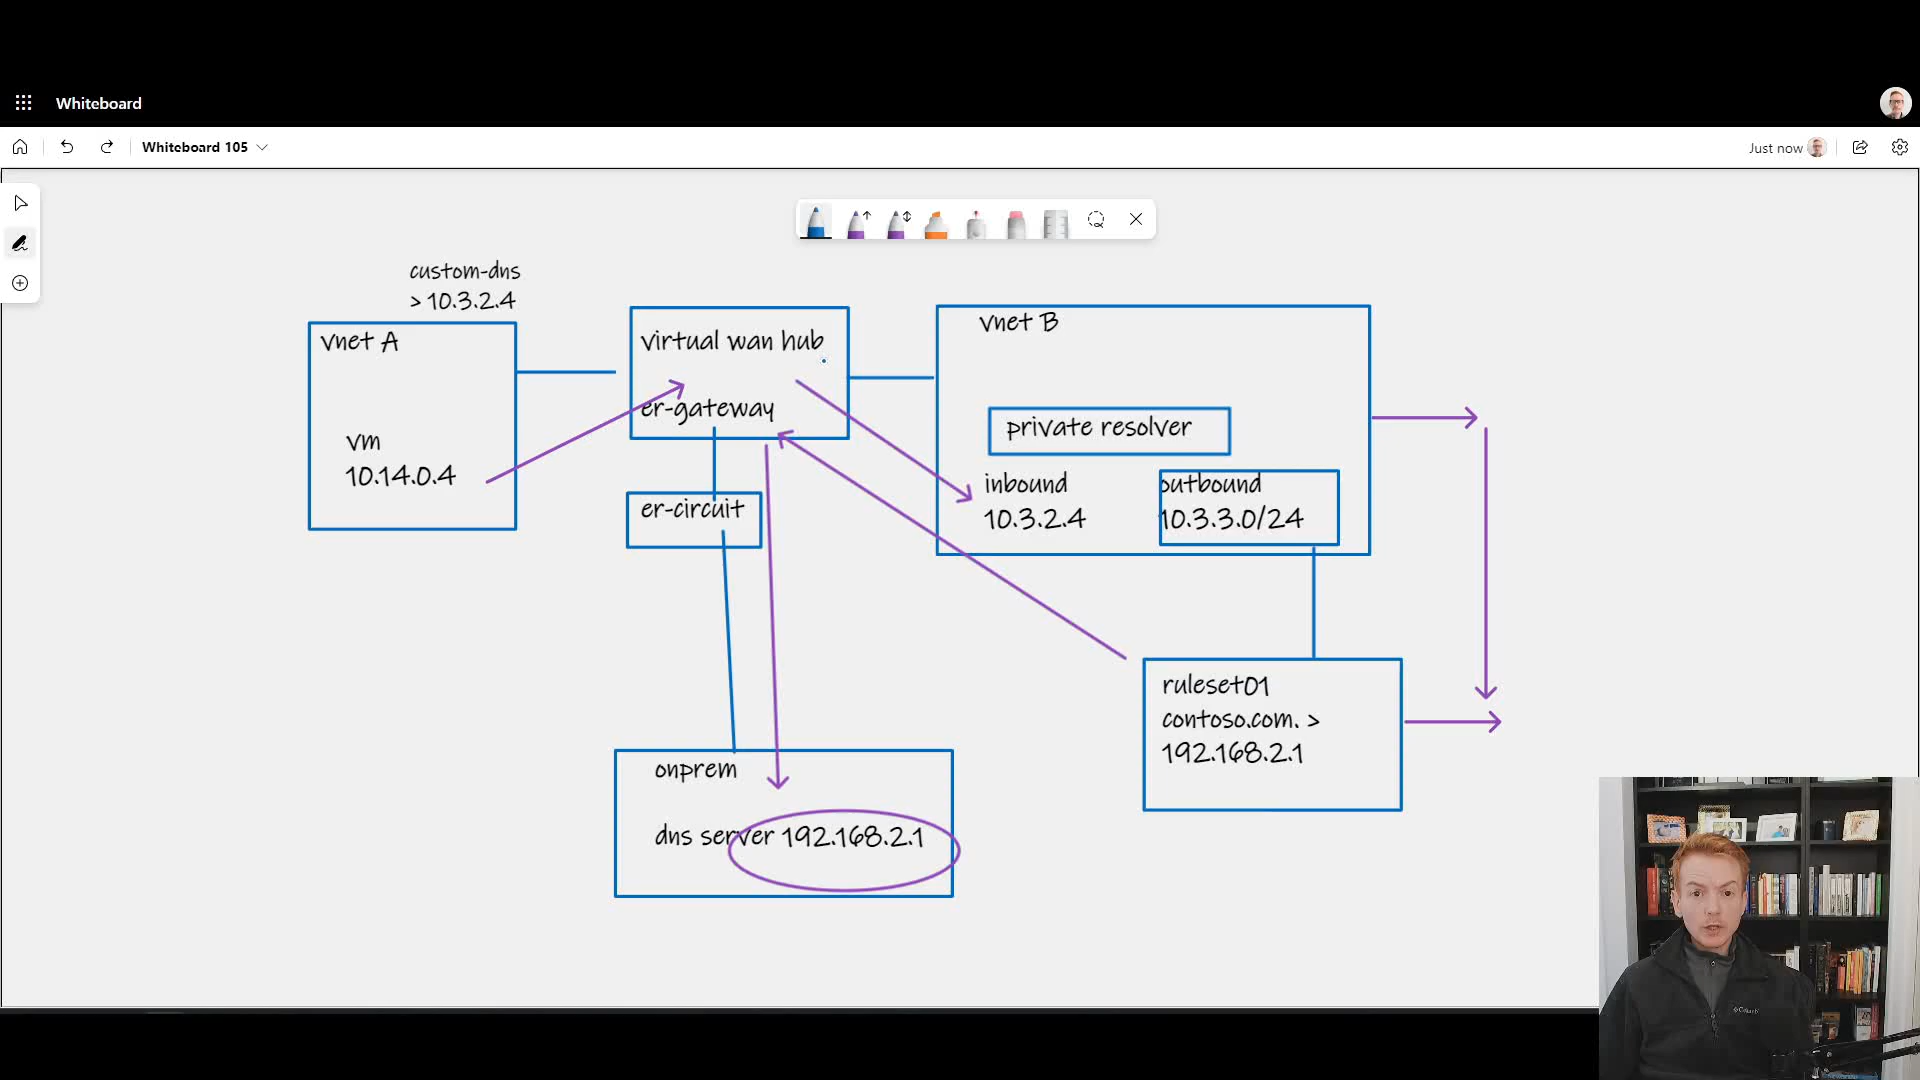 Whiteboard
Whiteboard 105
Just now
custom-dns
> 10.3.2.4
vnet A
vm
10.14.0.4
virtual wan hub
er-gateway
er-circuit
vnet B
private resolver
inbound
10.3.2.4
outbound
10.3.3.0/24
ruleset01
contoso.com. >
192.168.2.1
onprem
dns server 192.168.2.1
Columbia